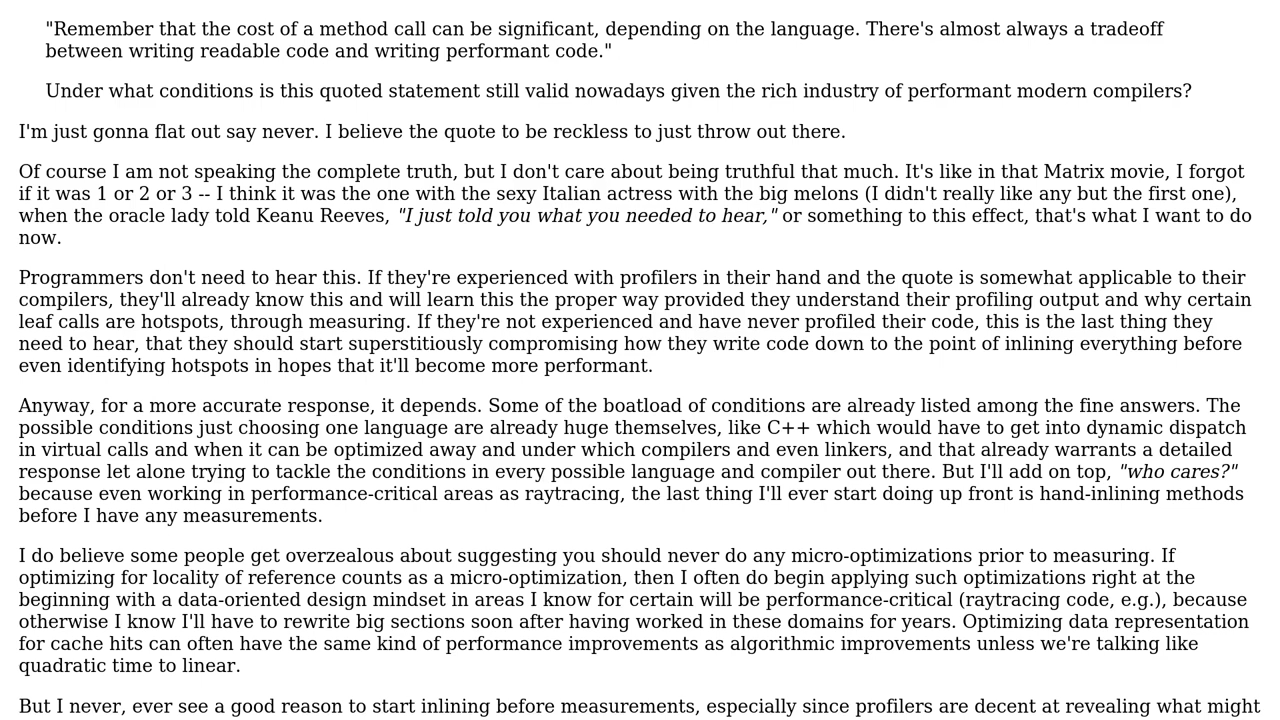 "Remember that the cost of a method call can be significant, depending on the language. There's almost always a tradeoff
between writing readable code and writing performant code."
Under what conditions is this quoted statement still valid nowadays given the rich industry of performant modern compilers?
I'm just gonna flat out say never. I believe the quote to be reckless to just throw out there.
Of course I am not speaking the complete truth, but I don't care about being truthful that much. It's like in that Matrix movie, I forgot
if it was 1 or 2 or 3 -- I think it was the one with the sexy Italian actress with the big melons (I didn't really like any but the first one),
when the oracle lady told Keanu Reeves, "I just told you what you needed to hear," or something to this effect, that's what I want to do
now.
Programmers don't need to hear this. If they're experienced with profilers in their hand and the quote is somewhat applicable to their
compilers, they'll already know this and will learn this the proper way provided they understand their profiling output and why certain
leaf calls are hotspots, through measuring. If they're not experienced and have never profiled their code, this is the last thing they
need to hear, that they should start superstitiously compromising how they write code down to the point of inlining everything before
even identifying hotspots in hopes that it'll become more performant.
Anyway, for a more accurate response, it depends. Some of the boatload of conditions are already listed among the fine answers. The
possible conditions just choosing one language are already huge themselves, like C++ which would have to get into dynamic dispatch
in virtual calls and when it can be optimized away and under which compilers and even linkers, and that already warrants a detailed
response let alone trying to tackle the conditions in every possible language and compiler out there. But I'll add on top, "who cares?"
because even working in performance-critical areas as raytracing, the last thing I'll ever start doing up front is hand-inlining methods
before I have any measurements.
I do believe some people get overzealous about suggesting you should never do any micro-optimizations prior to measuring. If
optimizing for locality of reference counts as a micro-optimization, then I often do begin applying such optimizations right at the
beginning with a data-oriented design mindset in areas I know for certain will be performance-critical (raytracing code, e.g.), because
otherwise I know I'll have to rewrite big sections soon after having worked in these domains for years. Optimizing data representation
for cache hits can often have the same kind of performance improvements as algorithmic improvements unless we're talking like
quadratic time to linear.
But I never, ever see a good reason to start inlining before measurements, especially since profilers are decent at revealing what might